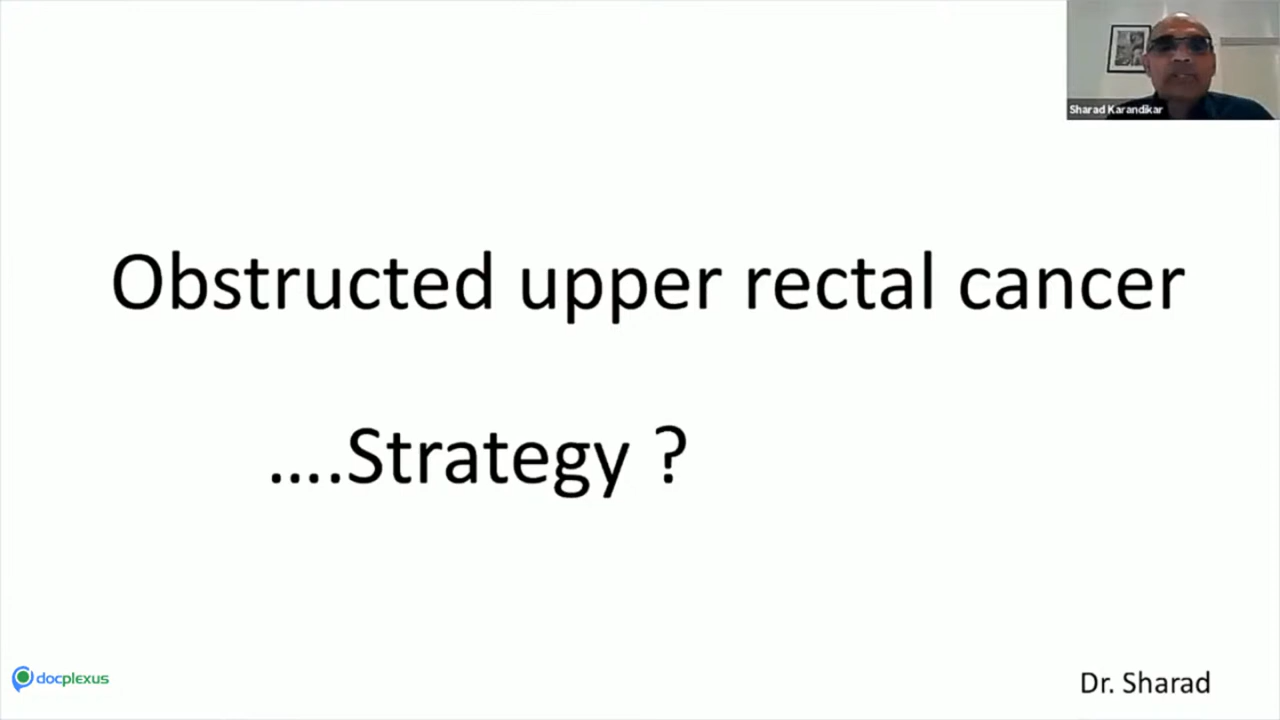 Sharad Karandikar
Obstructed upper rectal cancer
....Strategy ?
docplexus
Dr. Sharad